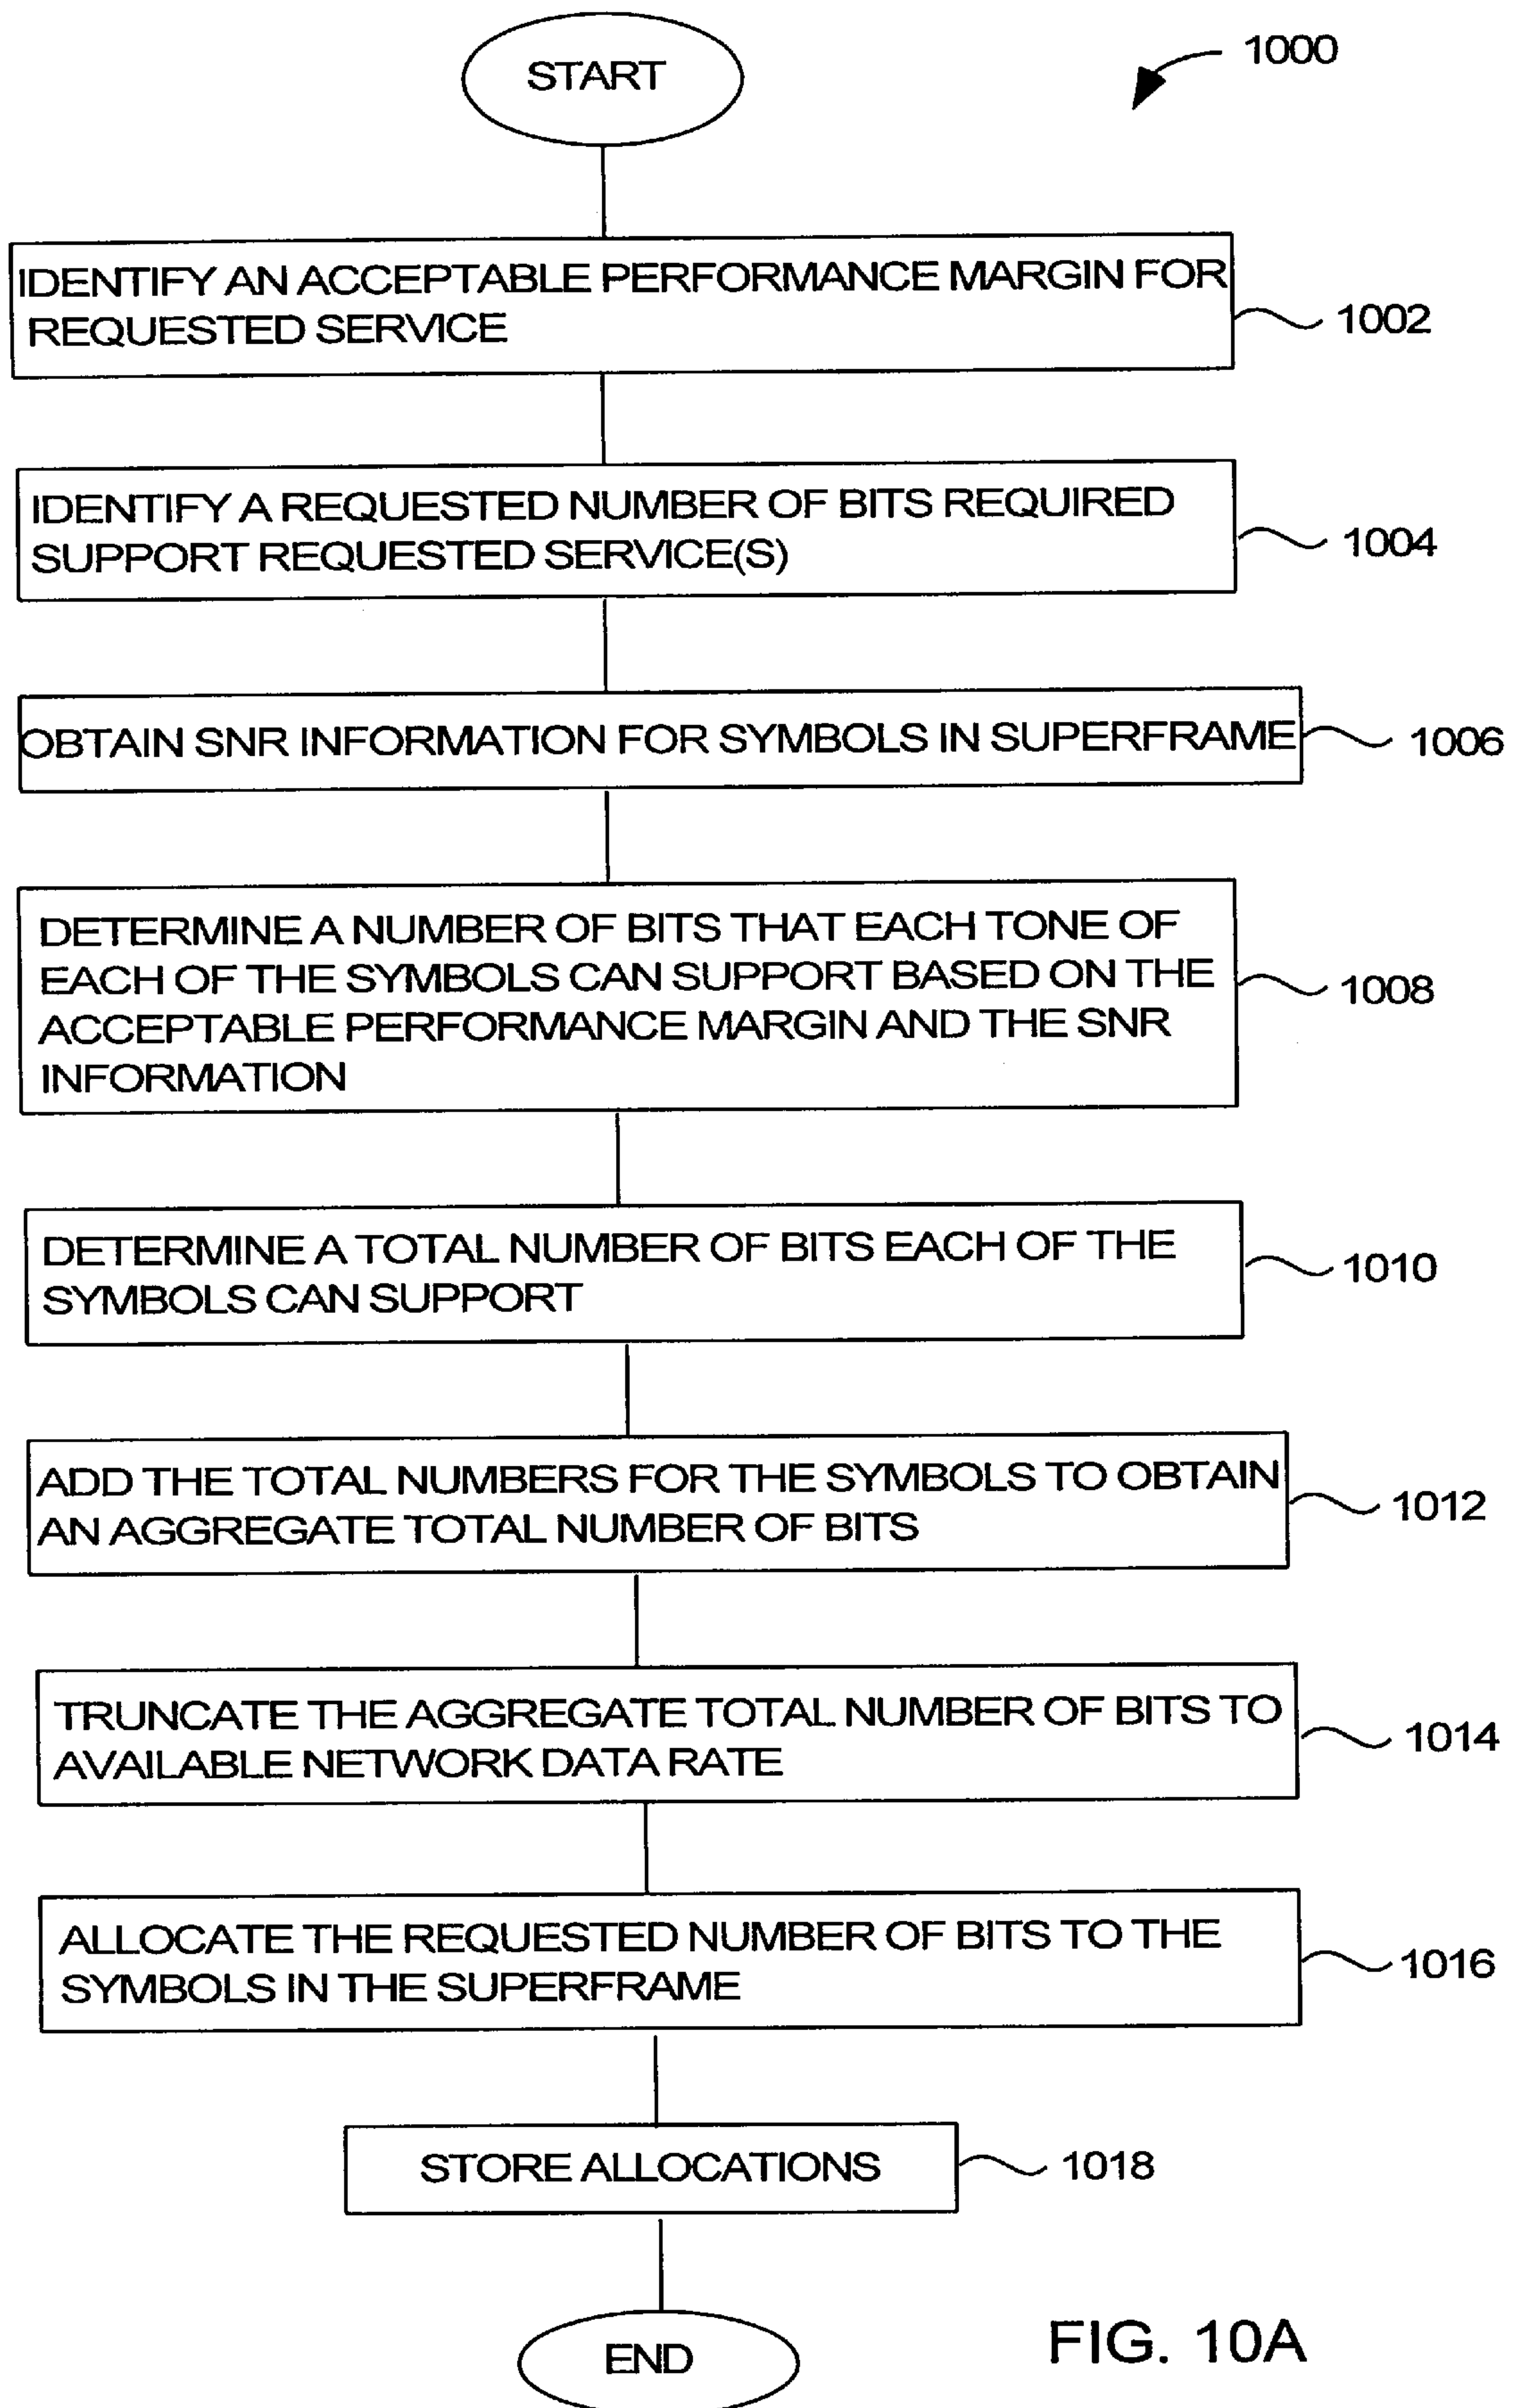 START
1000
IDENTIFY AN ACCEPTABLE PERFORMANCE MARGIN FOR
REQUESTED SERVICE
1002
IDENTIFY A REQUESTED NUMBER OF BITS REQUIRED
SUPPORT REQUESTED SERVICE(S)
1004
OBTAIN SNR INFORMATION FOR SYMBOLS IN SUPERFRAME
1006
DETERMINE A NUMBER OF BITS THAT EACH TONE OF
EACH OF THE SYMBOLS CAN SUPPORT BASED ON THE
ACCEPTABLE PERFORMANCE MARGIN AND THE SNR
INFORMATION
1008
DETERMINE A TOTAL NUMBER OF BITS EACH OF THE
SYMBOLS CAN SUPPORT
1010
ADD THE TOTAL NUMBERS FOR THE SYMBOLS TO OBTAIN
AN AGGREGATE TOTAL NUMBER OF BITS
1012
TRUNCATE THE AGGREGATE TOTAL NUMBER OF BITS TO
AVAILABLE NETWORK DATA RATE
1014
ALLOCATE THE REQUESTED NUMBER OF BITS TO THE
SYMBOLS IN THE SUPERFRAME
1016
STORE ALLOCATIONS
1018
END
FIG. 10A